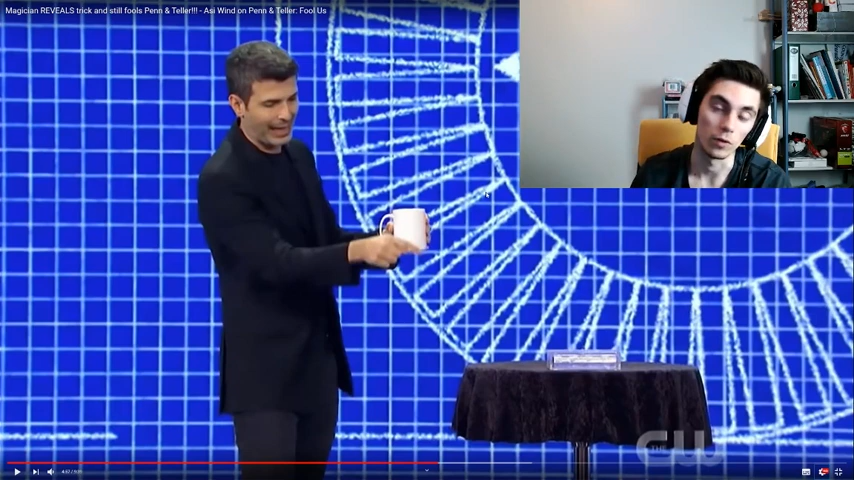 Magician REVEALS trick and still fools Penn & Teller!!! - Asi Wind on Penn & Teller: Fool Us
CW